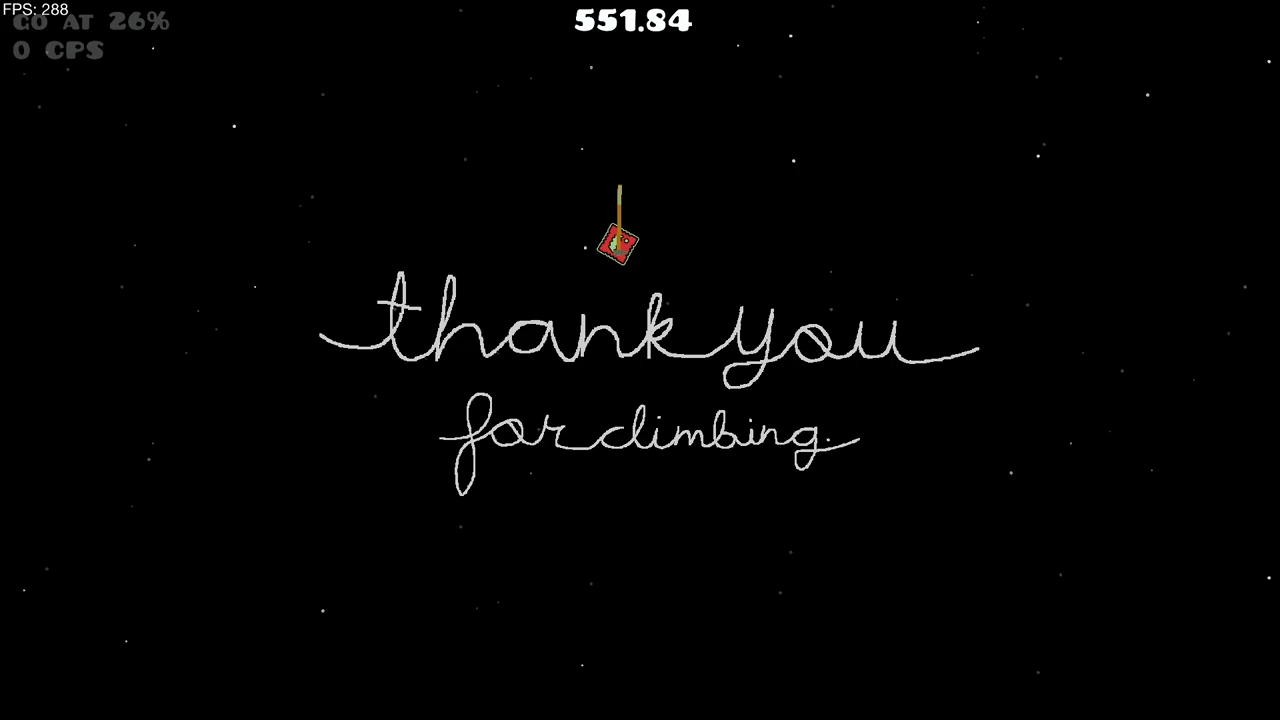 FPS: 288
GO AT 26%
0 CPS
551.84
thank you
for climbing.